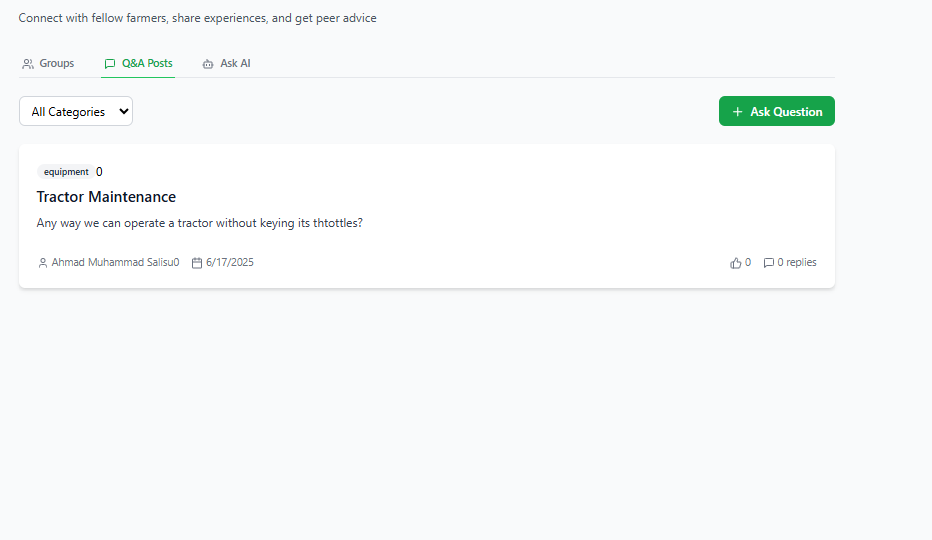 Connect with fellow farmers, share experiences, and get peer advice
Groups Q&A Posts Ask AI
All Categories + Ask Question
equipment 0
Tractor Maintenance
Any way we can operate a tractor without keying its thtottles?
Ahmad Muhammad Salisu0 6/17/2025 0 0 replies